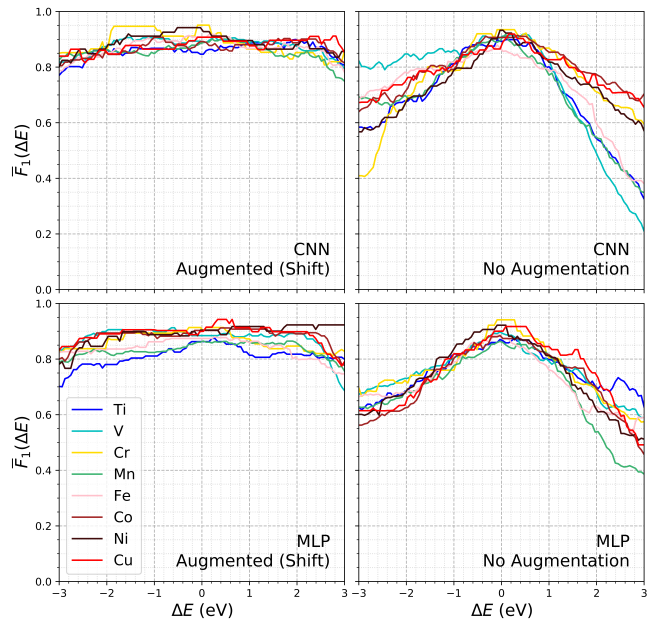 1.0
0.8
0.6
0.4
0.2
0.0
F̅₁(ΔE)
CNN
Augmented (Shift)
CNN
No Augmentation
1.0
0.8
0.6
0.4
0.2
0.0
F̅₁(ΔE)
Ti
V
Cr
Mn
Fe
Co
Ni
Cu
MLP
Augmented (Shift)
MLP
No Augmentation
−3 −2 −1 0 1 2 3
−3 −2 −1 0 1 2 3
ΔE (eV)
ΔE (eV)